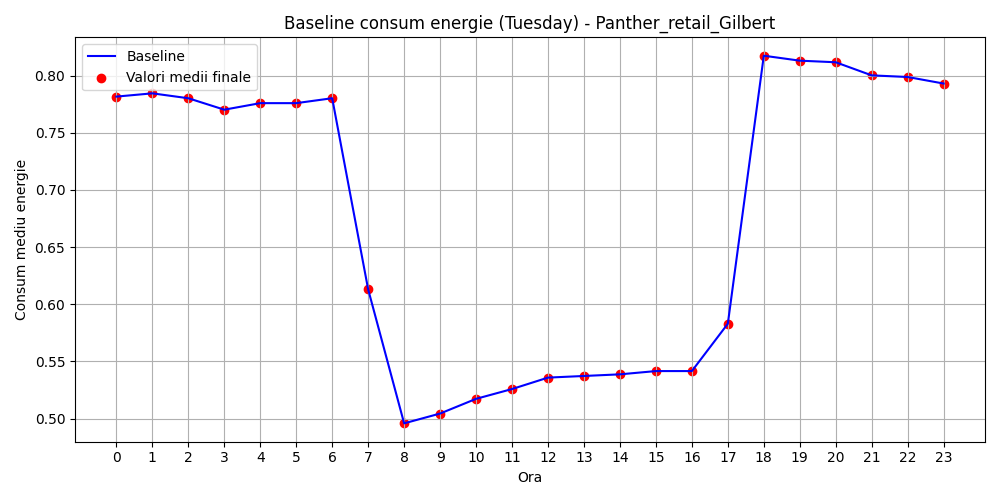 Baseline consum energie (Tuesday) - Panther_retail_Gilbert
Baseline
Valori medii finale
Consum mediu energie
0.80
0.75
0.70
0.65
0.60
0.55
0.50
0 1 2 3 4 5 6 7 8 9 10 11 12 13 14 15 16 17 18 19 20 21 22 23
Ora